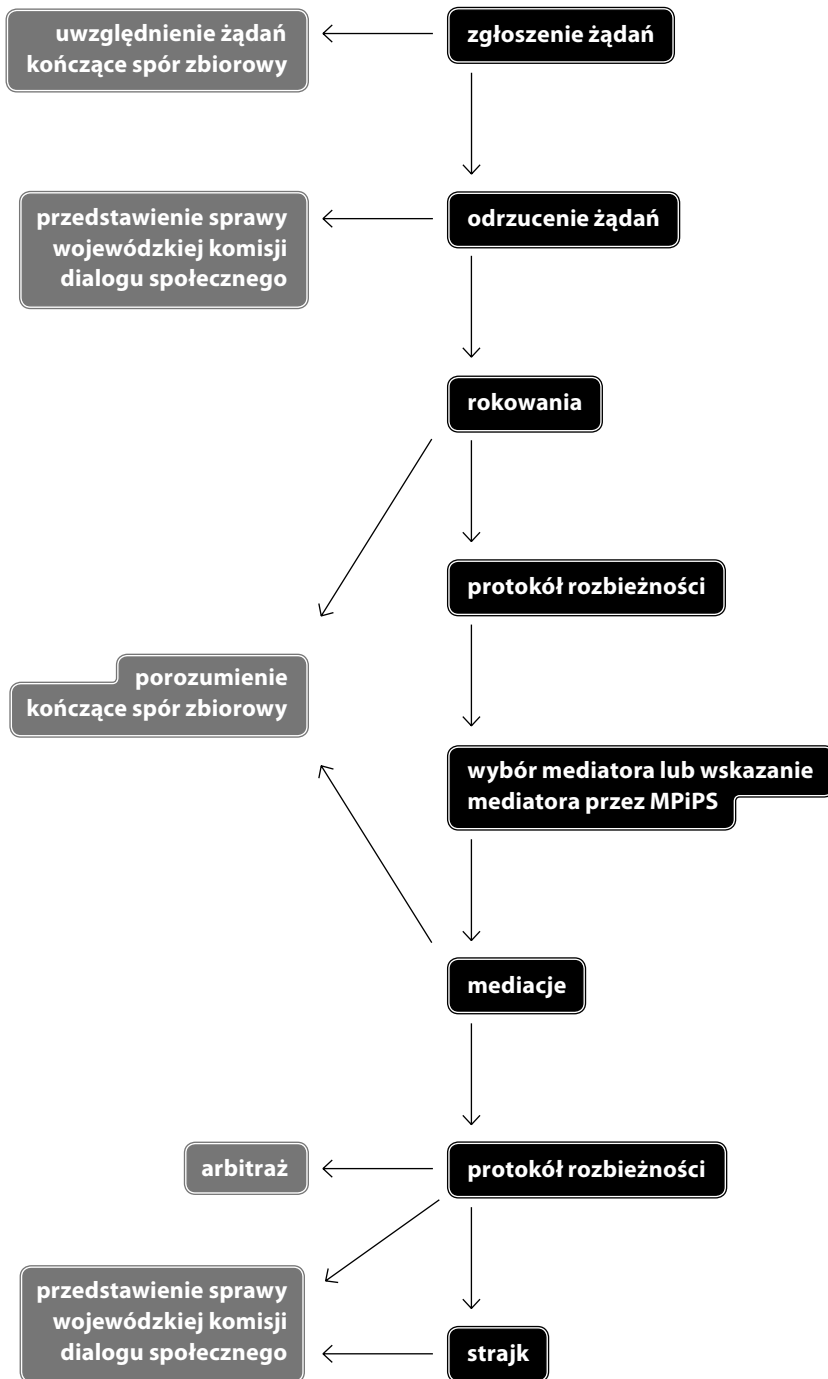 uwzględnienie żądań
kończące spór zbiorowy
zgłoszenie żądań
przedstawienie sprawy
wojewódzkiej komisji
dialogu społecznego
odrzucenie żądań
rokowania
protokół rozbieżności
porozumienie
kończące spór zbiorowy
wybór mediatora lub wskazanie
mediatora przez MPiPS
mediacje
arbitraż
protokół rozbieżności
przedstawienie sprawy
wojewódzkiej komisji
dialogu społecznego
strajk